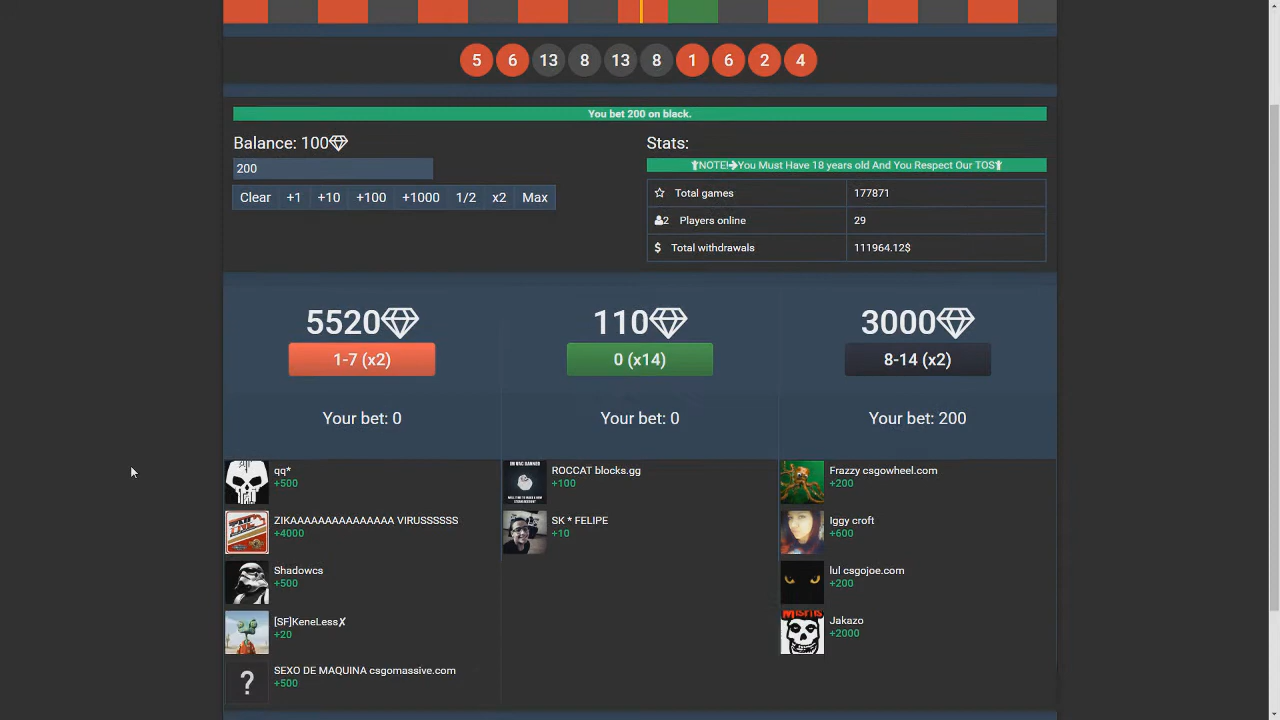 5 6 13 8 13 8 1 6 2 4
You bet 200 on black.
Balance: 100
200
Clear +1 +10 +100 +1000 1/2 x2 Max
Stats:
NOTE!➔You Must Have 18 years old And You Respect Our TOS
Total games 177871
2 Players online 29
$ Total withdrawals 111964.12$
5520
1-7 (x2)
Your bet: 0
qq*
+500
ZIKAAAAAAAAAAAAAAA VIRUSSSSSS
+4000
Shadowcs
+500
[SF]KeneLess✗
+20
?
SEXO DE MAQUINA csgomassive.com
+500
110
0 (x14)
Your bet: 0
ROCCAT blocks.gg
+100
SK * FELIPE
+10
3000
8-14 (x2)
Your bet: 200
Frazzy csgowheel.com
+200
Iggy croft
+600
lul csgojoe.com
+200
MISFITS
Jakazo
+2000